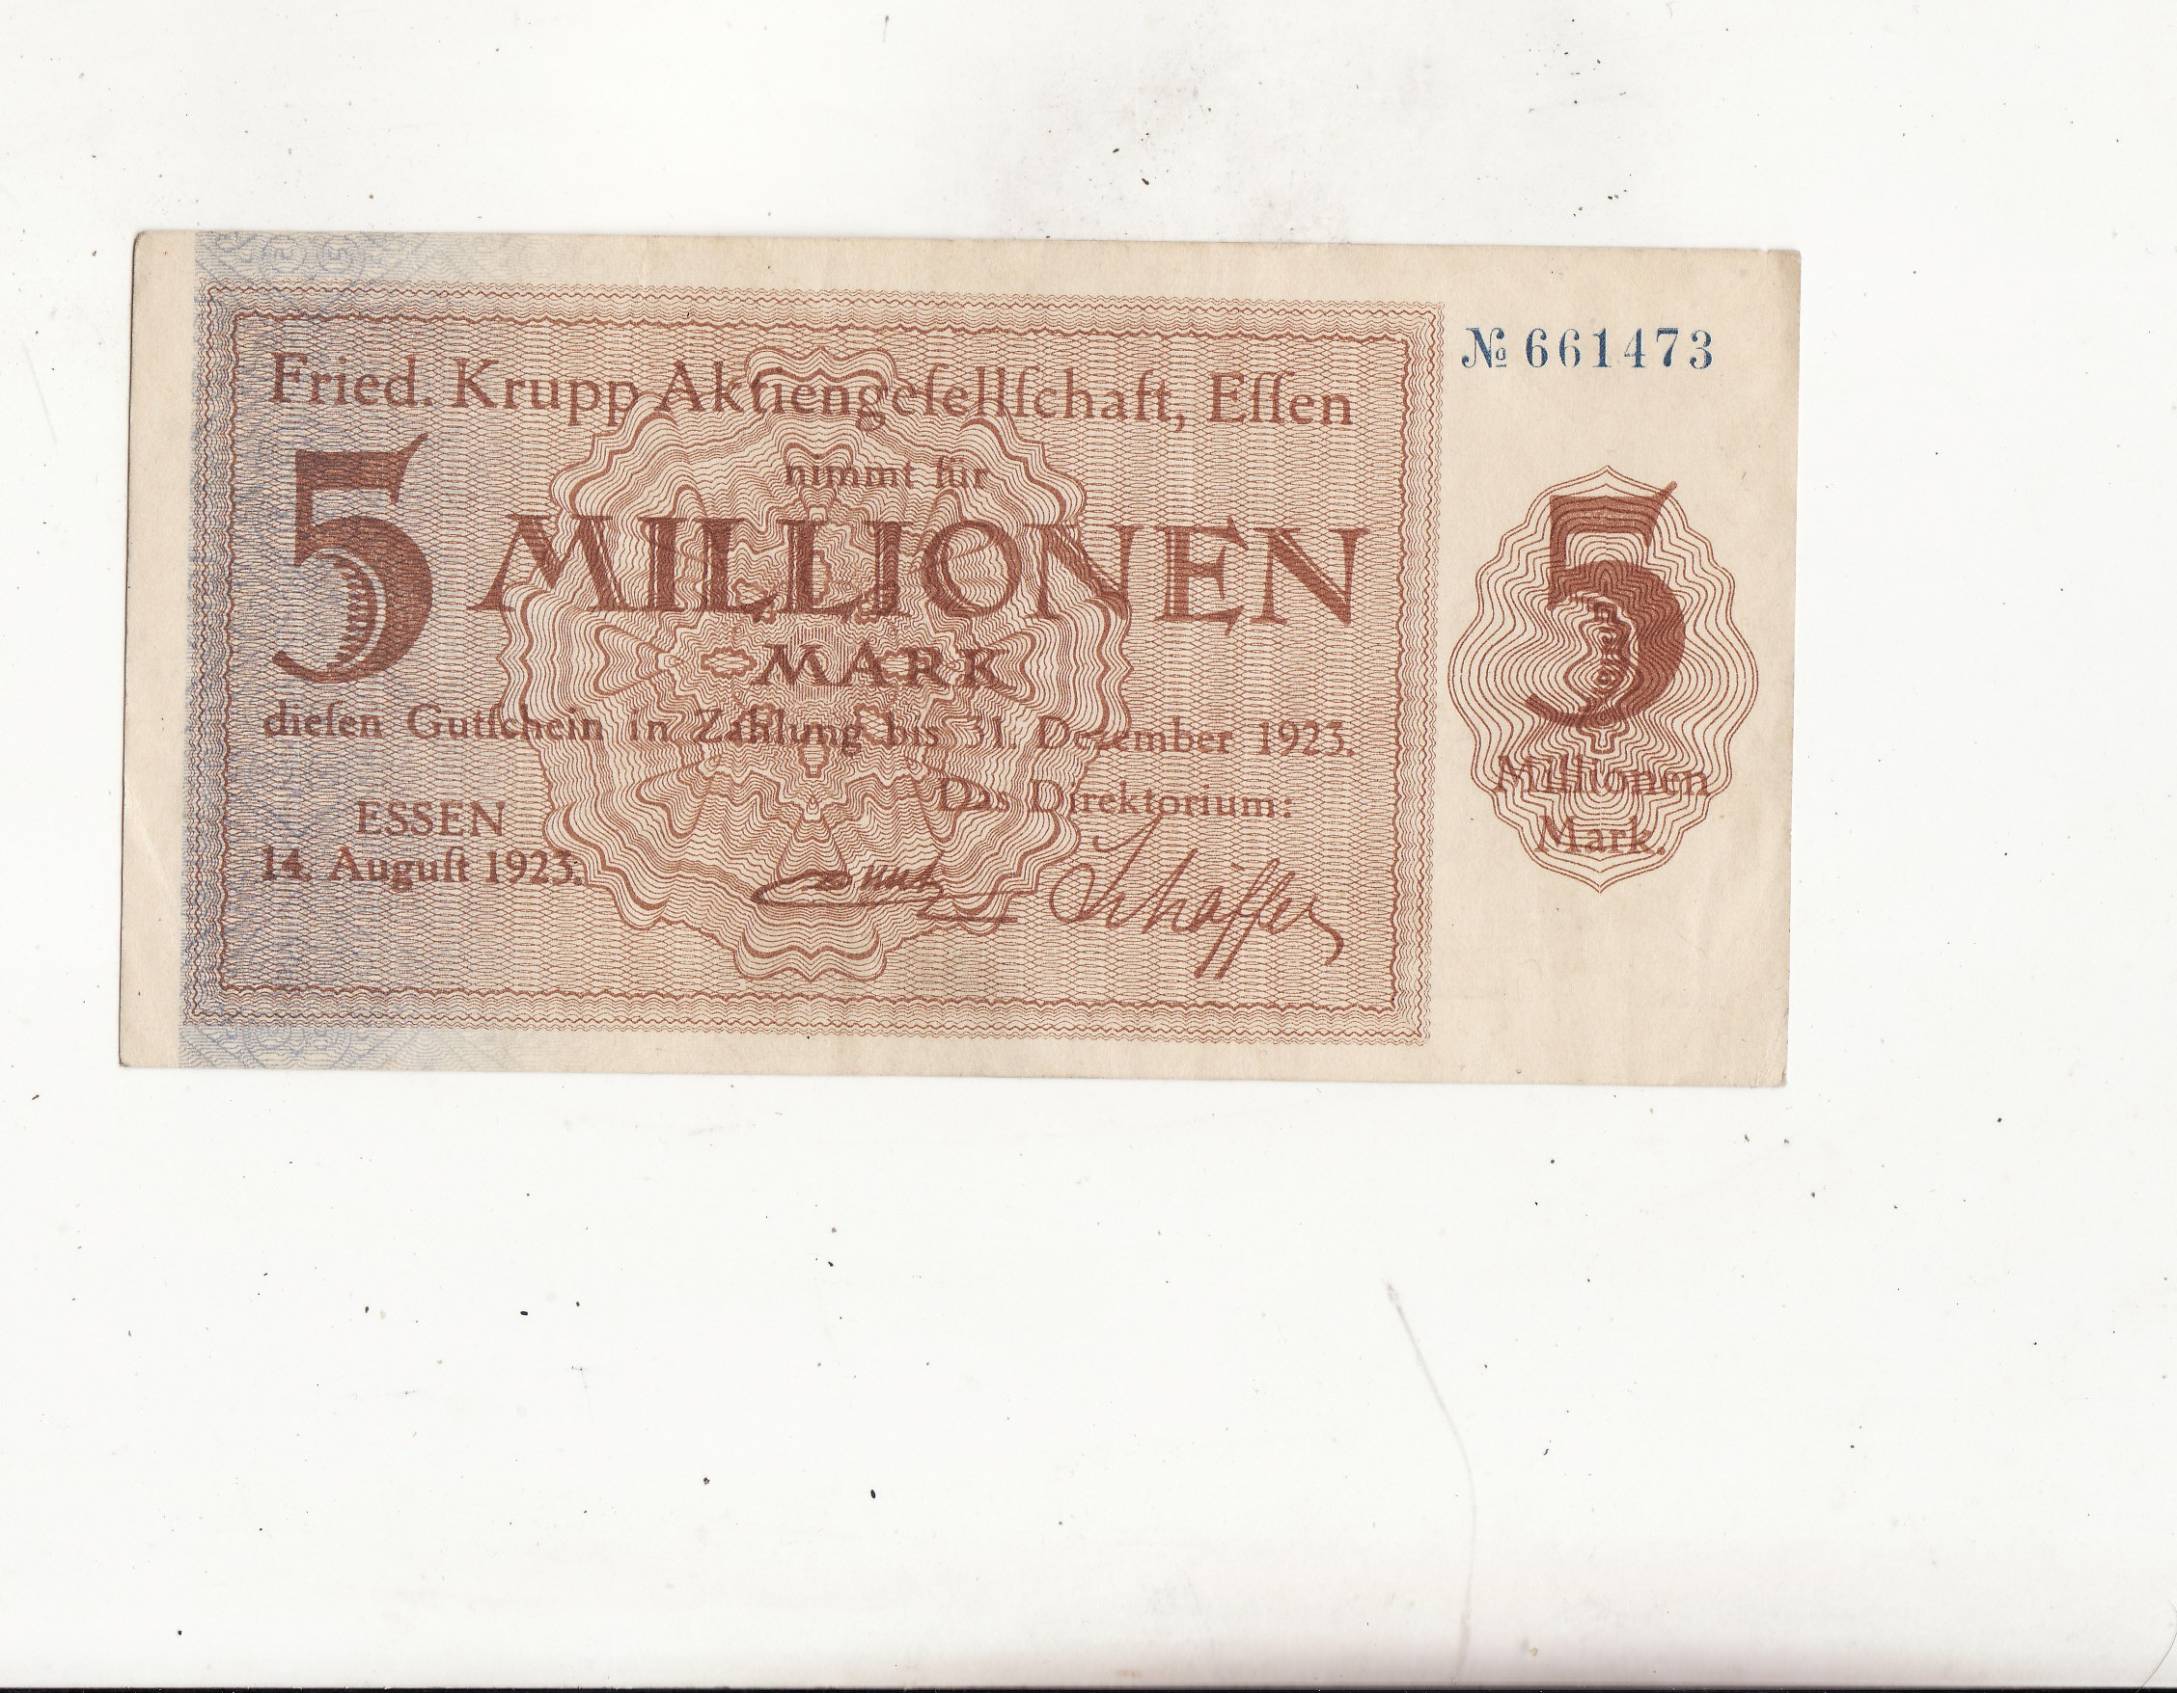 Fried. Krupp Aktiengeſellſchaft, Eſſen
nimmt für
5 MILLIONEN
MARK
dieſen Gutſchein in Zahlung bis 31. Dezember 1923.
Das Direktorium:
ESSEN
14. Auguſt 1923.
Schäffer
№ 661473
5
Millionen
Mark.